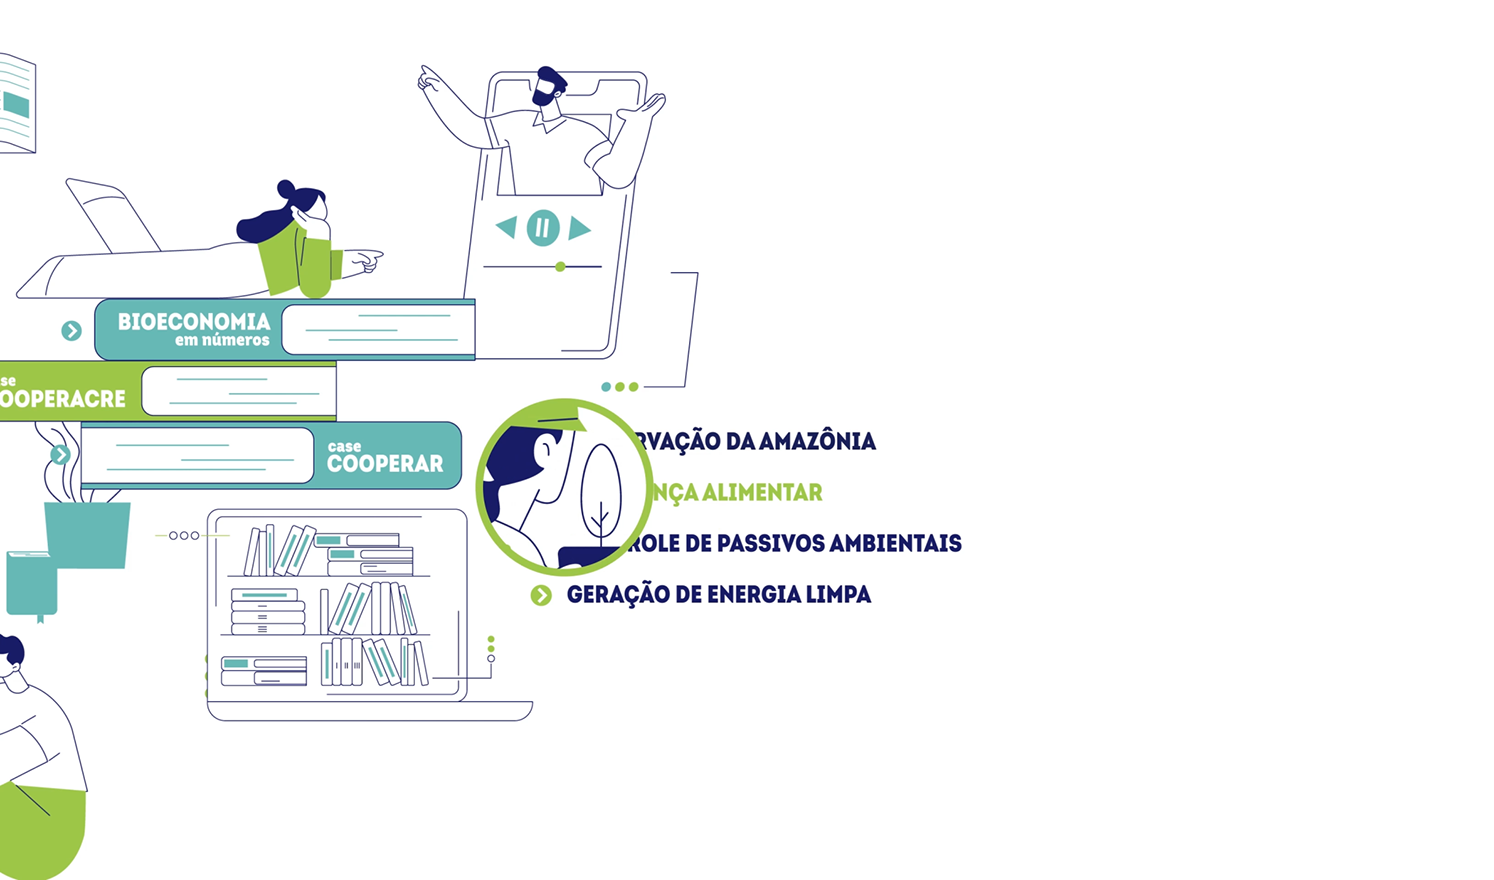 BIOECONOMIA
em números
se
OOPERACRE
case
COOPERAR
RVAÇÃO DA AMAZÔNIA
NÇA ALIMENTAR
ROLE DE PASSIVOS AMBIENTAIS
GERAÇÃO DE ENERGIA LIMPA